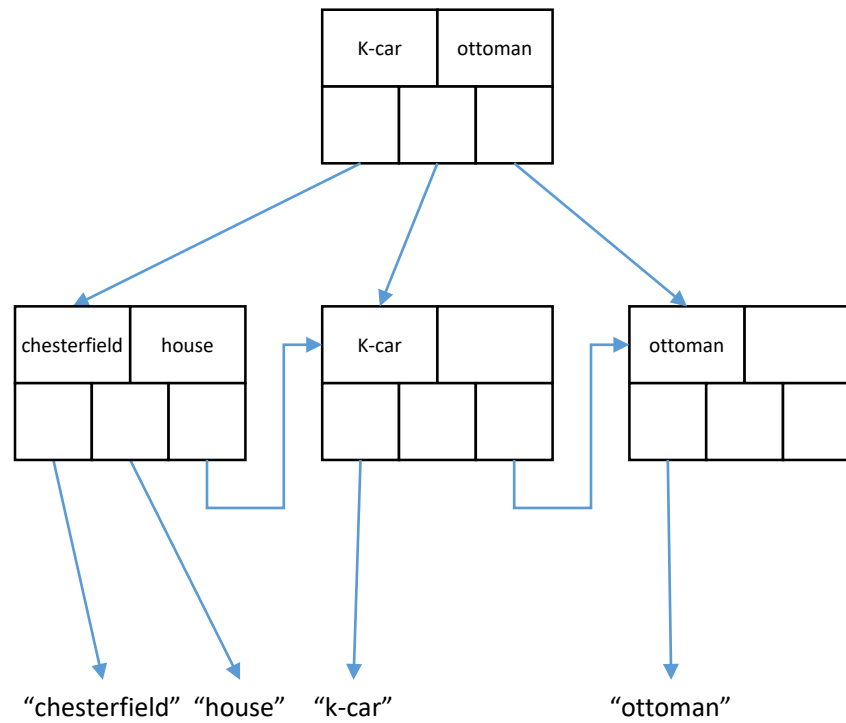 K-car ottoman
chesterfield house K-car ottoman
“chesterfield” “house” “k-car” “ottoman”